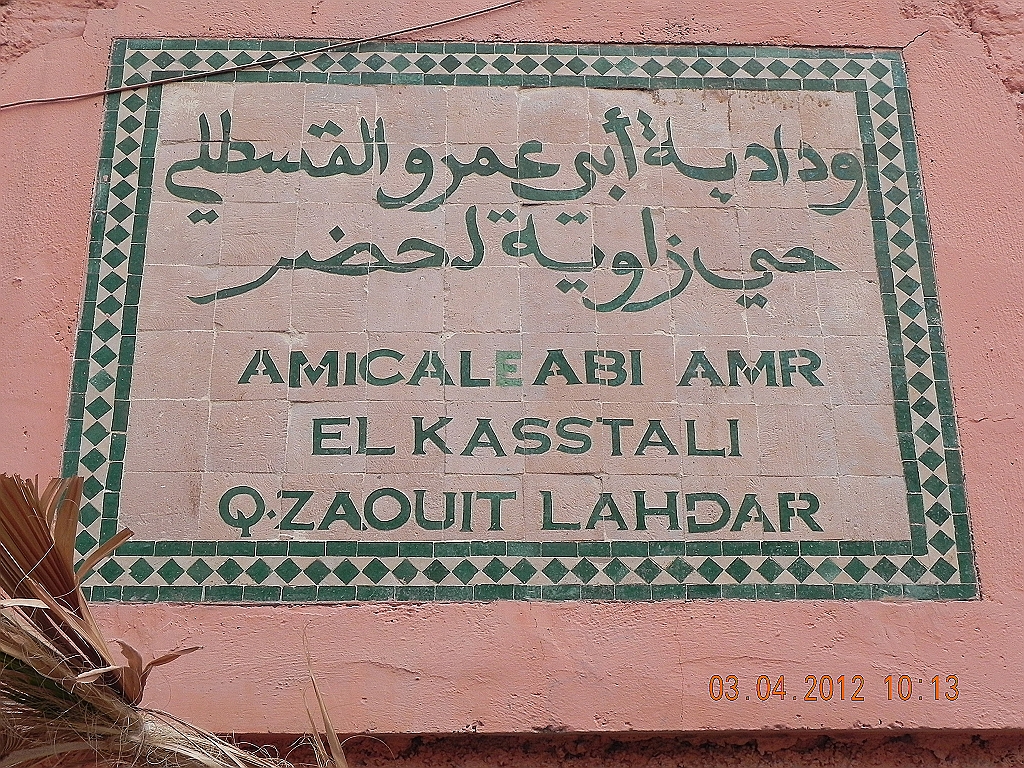 ودادية أبي عمرو القسطلي
حي زاوية لحضر
AMICALE ABI AMR
EL KASSTALI
Q.ZAOUIT LAHDAR
03.04.2012 10:13